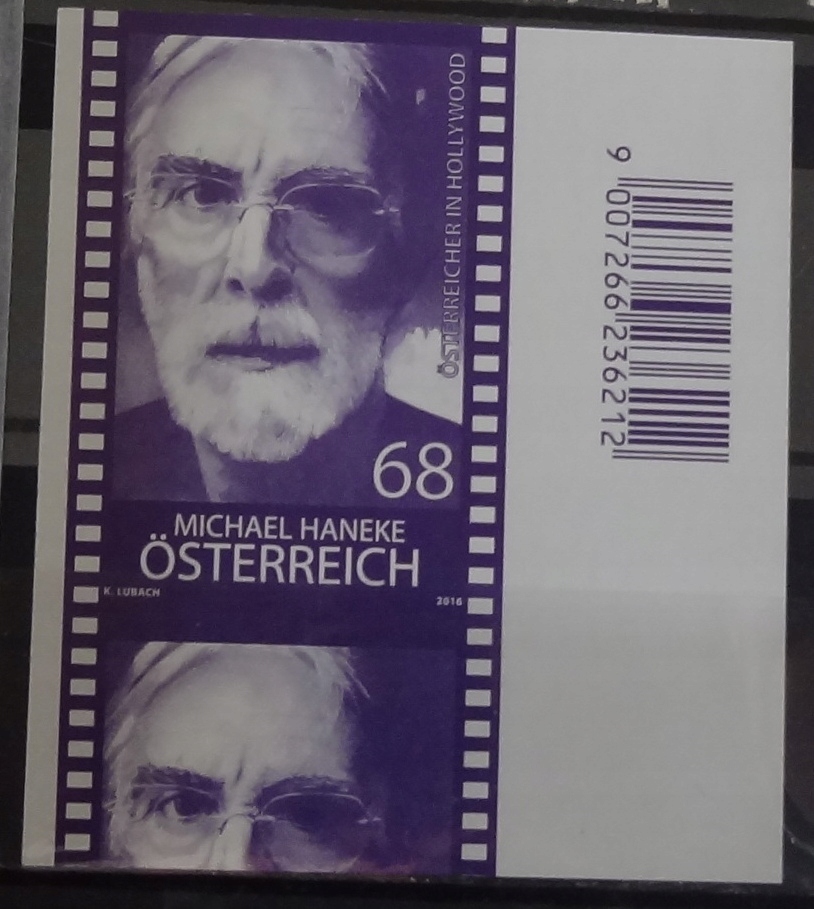 ÖSTERREICHER IN HOLLYWOOD
68
MICHAEL HANEKE
ÖSTERREICH
K. LUBACH
2016
9 007266 236212